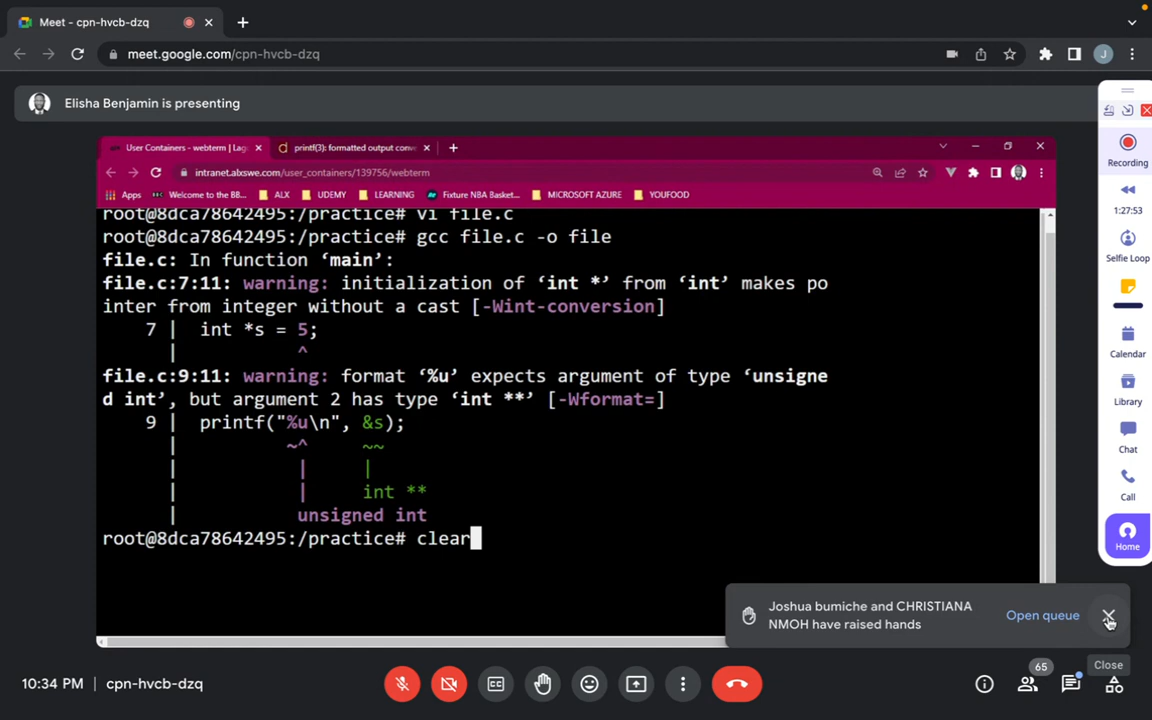 Meet - cpn-hvcb-dzq
meet.google.com/cpn-hvcb-dzq
J
Elisha Benjamin is presenting
User Containers - webterm | Lag
printf(3): formatted output conve
intranet.alxswe.com/user_containers/139756/webterm
Apps Welcome to the BB... ALX UDEMY LEARNING Fixture NBA Basket... MICROSOFT AZURE YOUFOOD
root@8dca78642495:/practice# vi file.c
root@8dca78642495:/practice# gcc file.c -o file
file.c: In function ‘main’:
file.c:7:11: warning: initialization of ‘int *’ from ‘int’ makes po
inter from integer without a cast [-Wint-conversion]
7 | int *s = 5;
| ^
file.c:9:11: warning: format ‘%u’ expects argument of type ‘unsigne
d int’, but argument 2 has type ‘int **’ [-Wformat=]
9 | printf("%u\n", &s);
| ~^ ~~
| | |
| | int **
| unsigned int
root@8dca78642495:/practice# clear
Recording
1:27:53
Selfie Loop
Calendar
Library
Chat
Call
Home
Joshua bumiche and CHRISTIANA
NMOH have raised hands
Open queue
Close
10:34 PM | cpn-hvcb-dzq
65